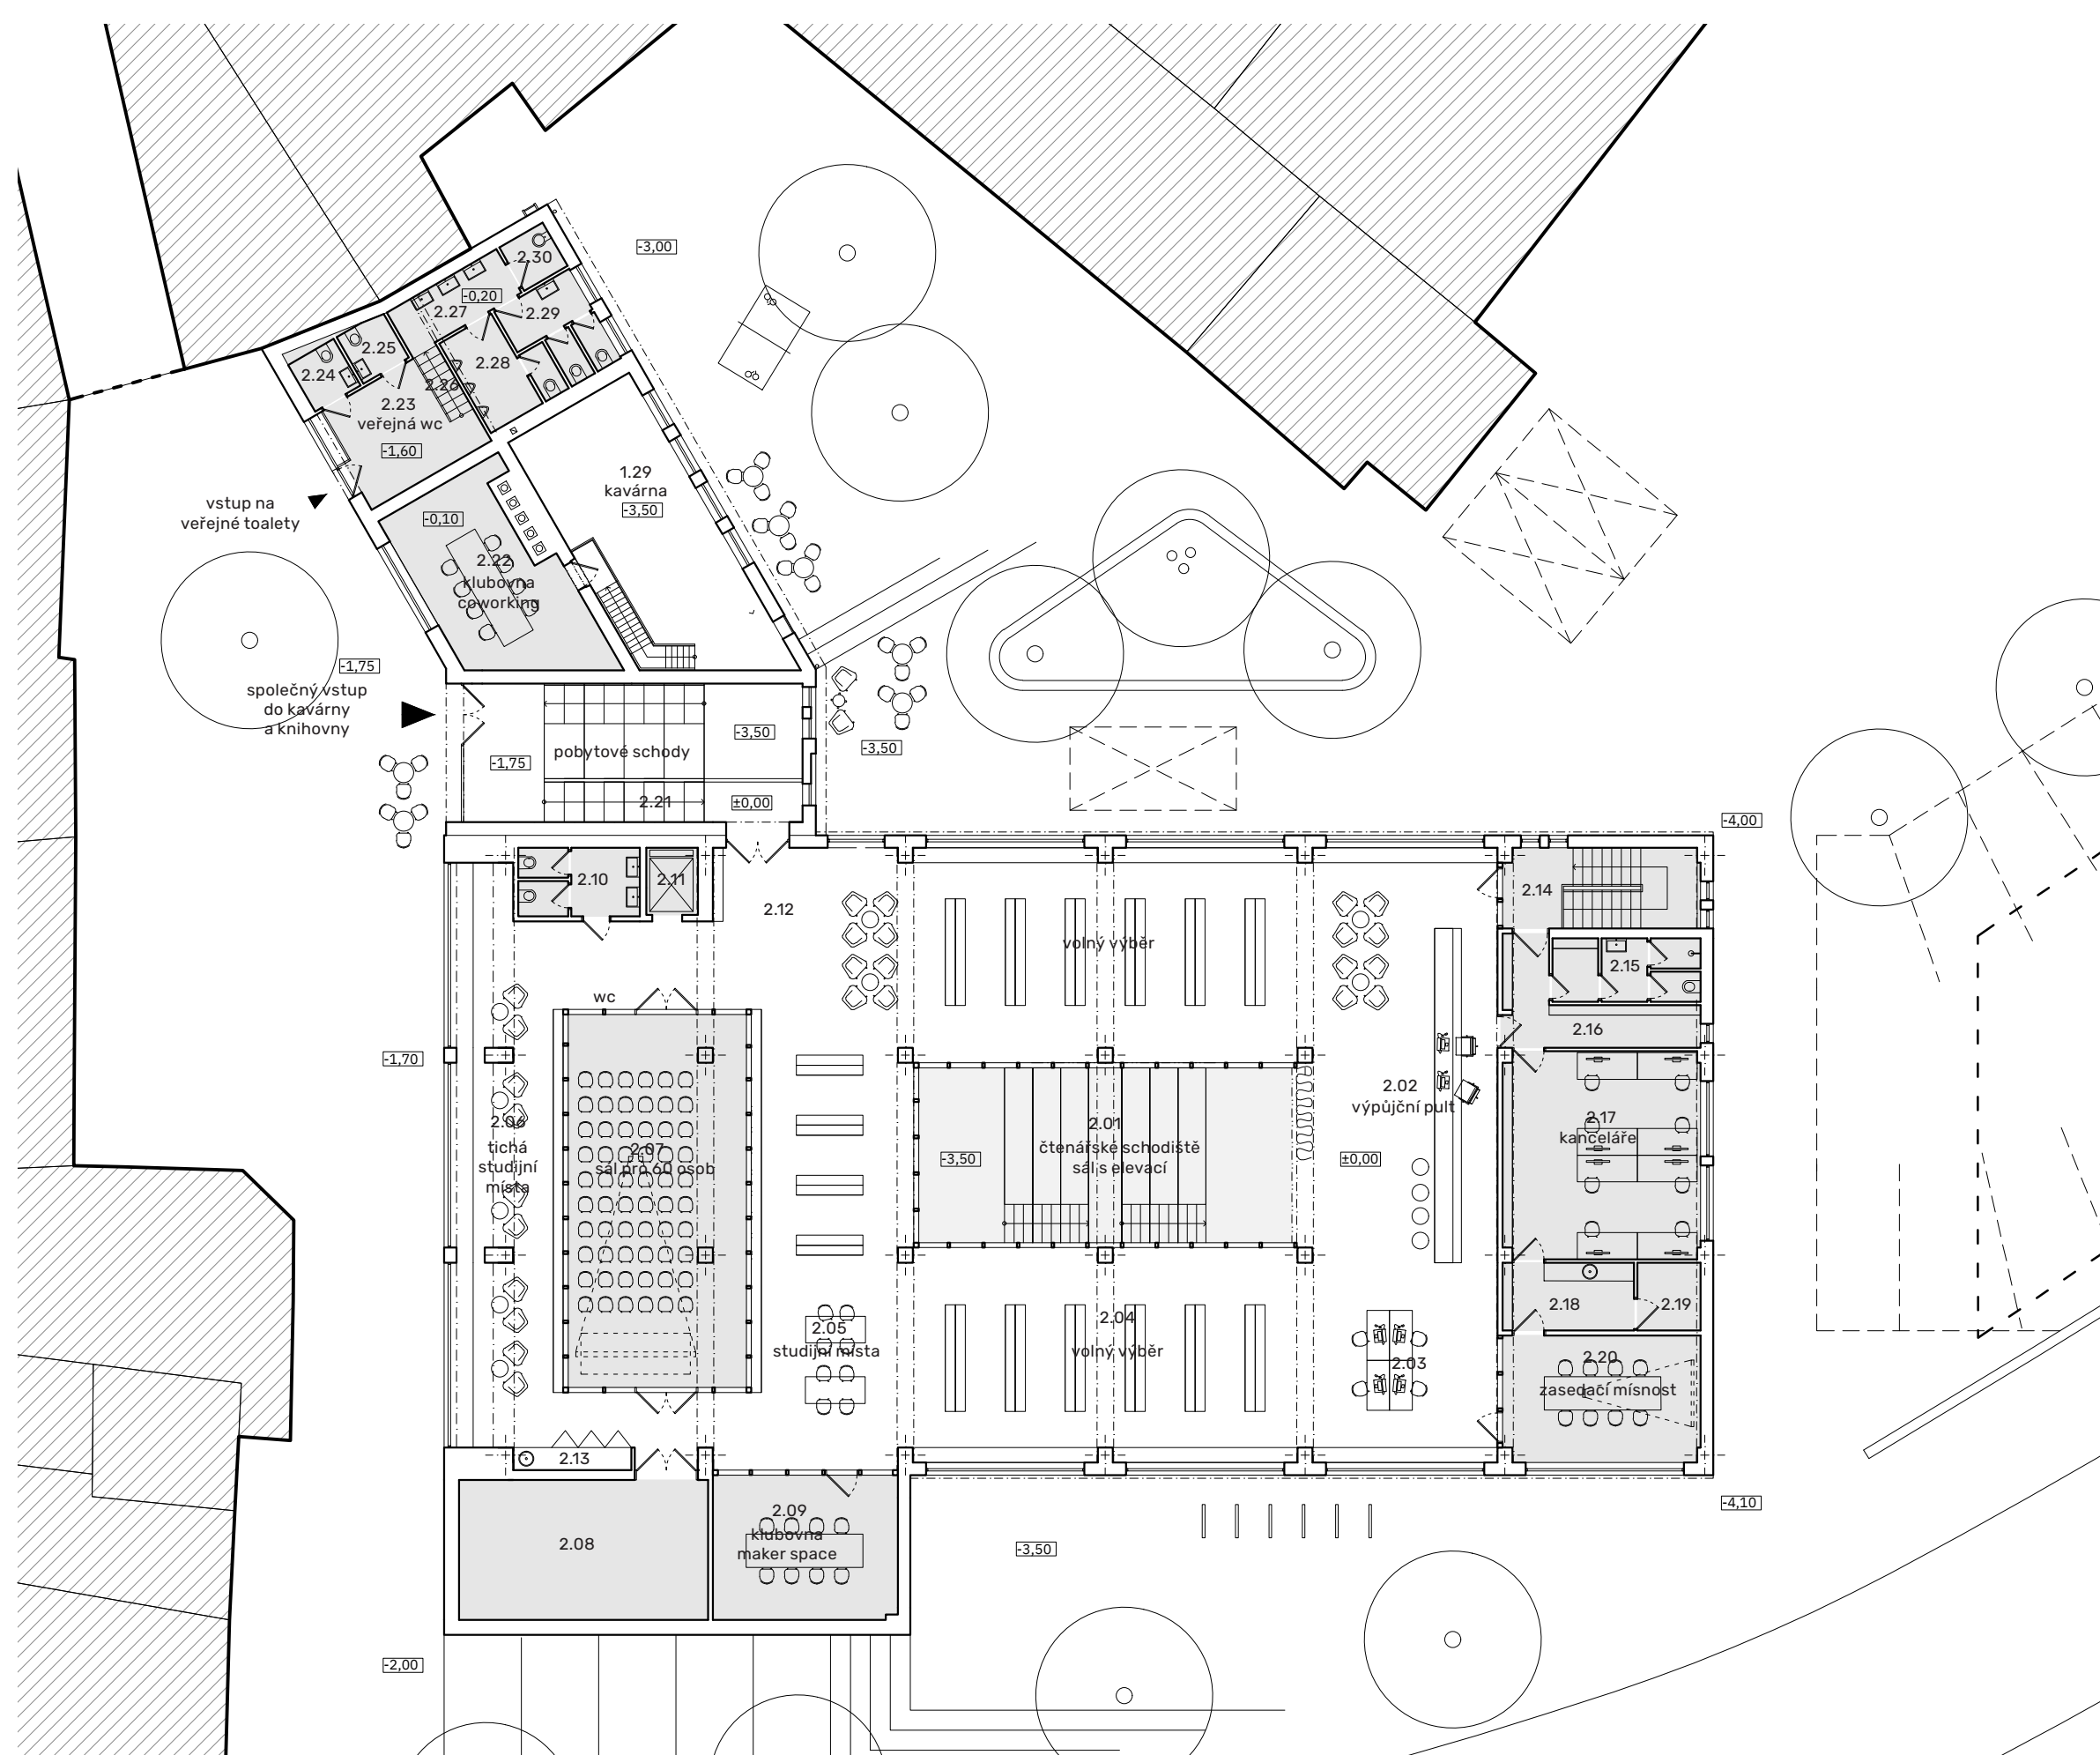 -3,00
2.30
-0,20
2.27
2.29
2.25
2.28
2.24
2.26
2.23
veřejná wc
-1,60
1.29
kavárna
-3,50
vstup na
veřejné toalety
-0,10
2.22
klubovna
coworking
-1,75
společný vstup
do kavárny
a knihovny
-3,50
-3,50
pobytové schody
-1,75
2.21
±0,00
-4,00
2.10
2.11
2.12
2.14
volný výběr
2.15
wc
2.16
-1,70
2.02
výpůjční pult
2.06
tichá
studijní
místa
2.07
sál pro 60 osob
2.01
čtenářské schodiště
sál s elevací
-3,50
±0,00
2.17
kanceláře
2.18
2.19
2.05
studijní místa
2.04
volný výběr
2.03
2.20
zasedací mísnost
2.13
2.08
2.09
klubovna
maker space
-4,10
-3,50
-2,00